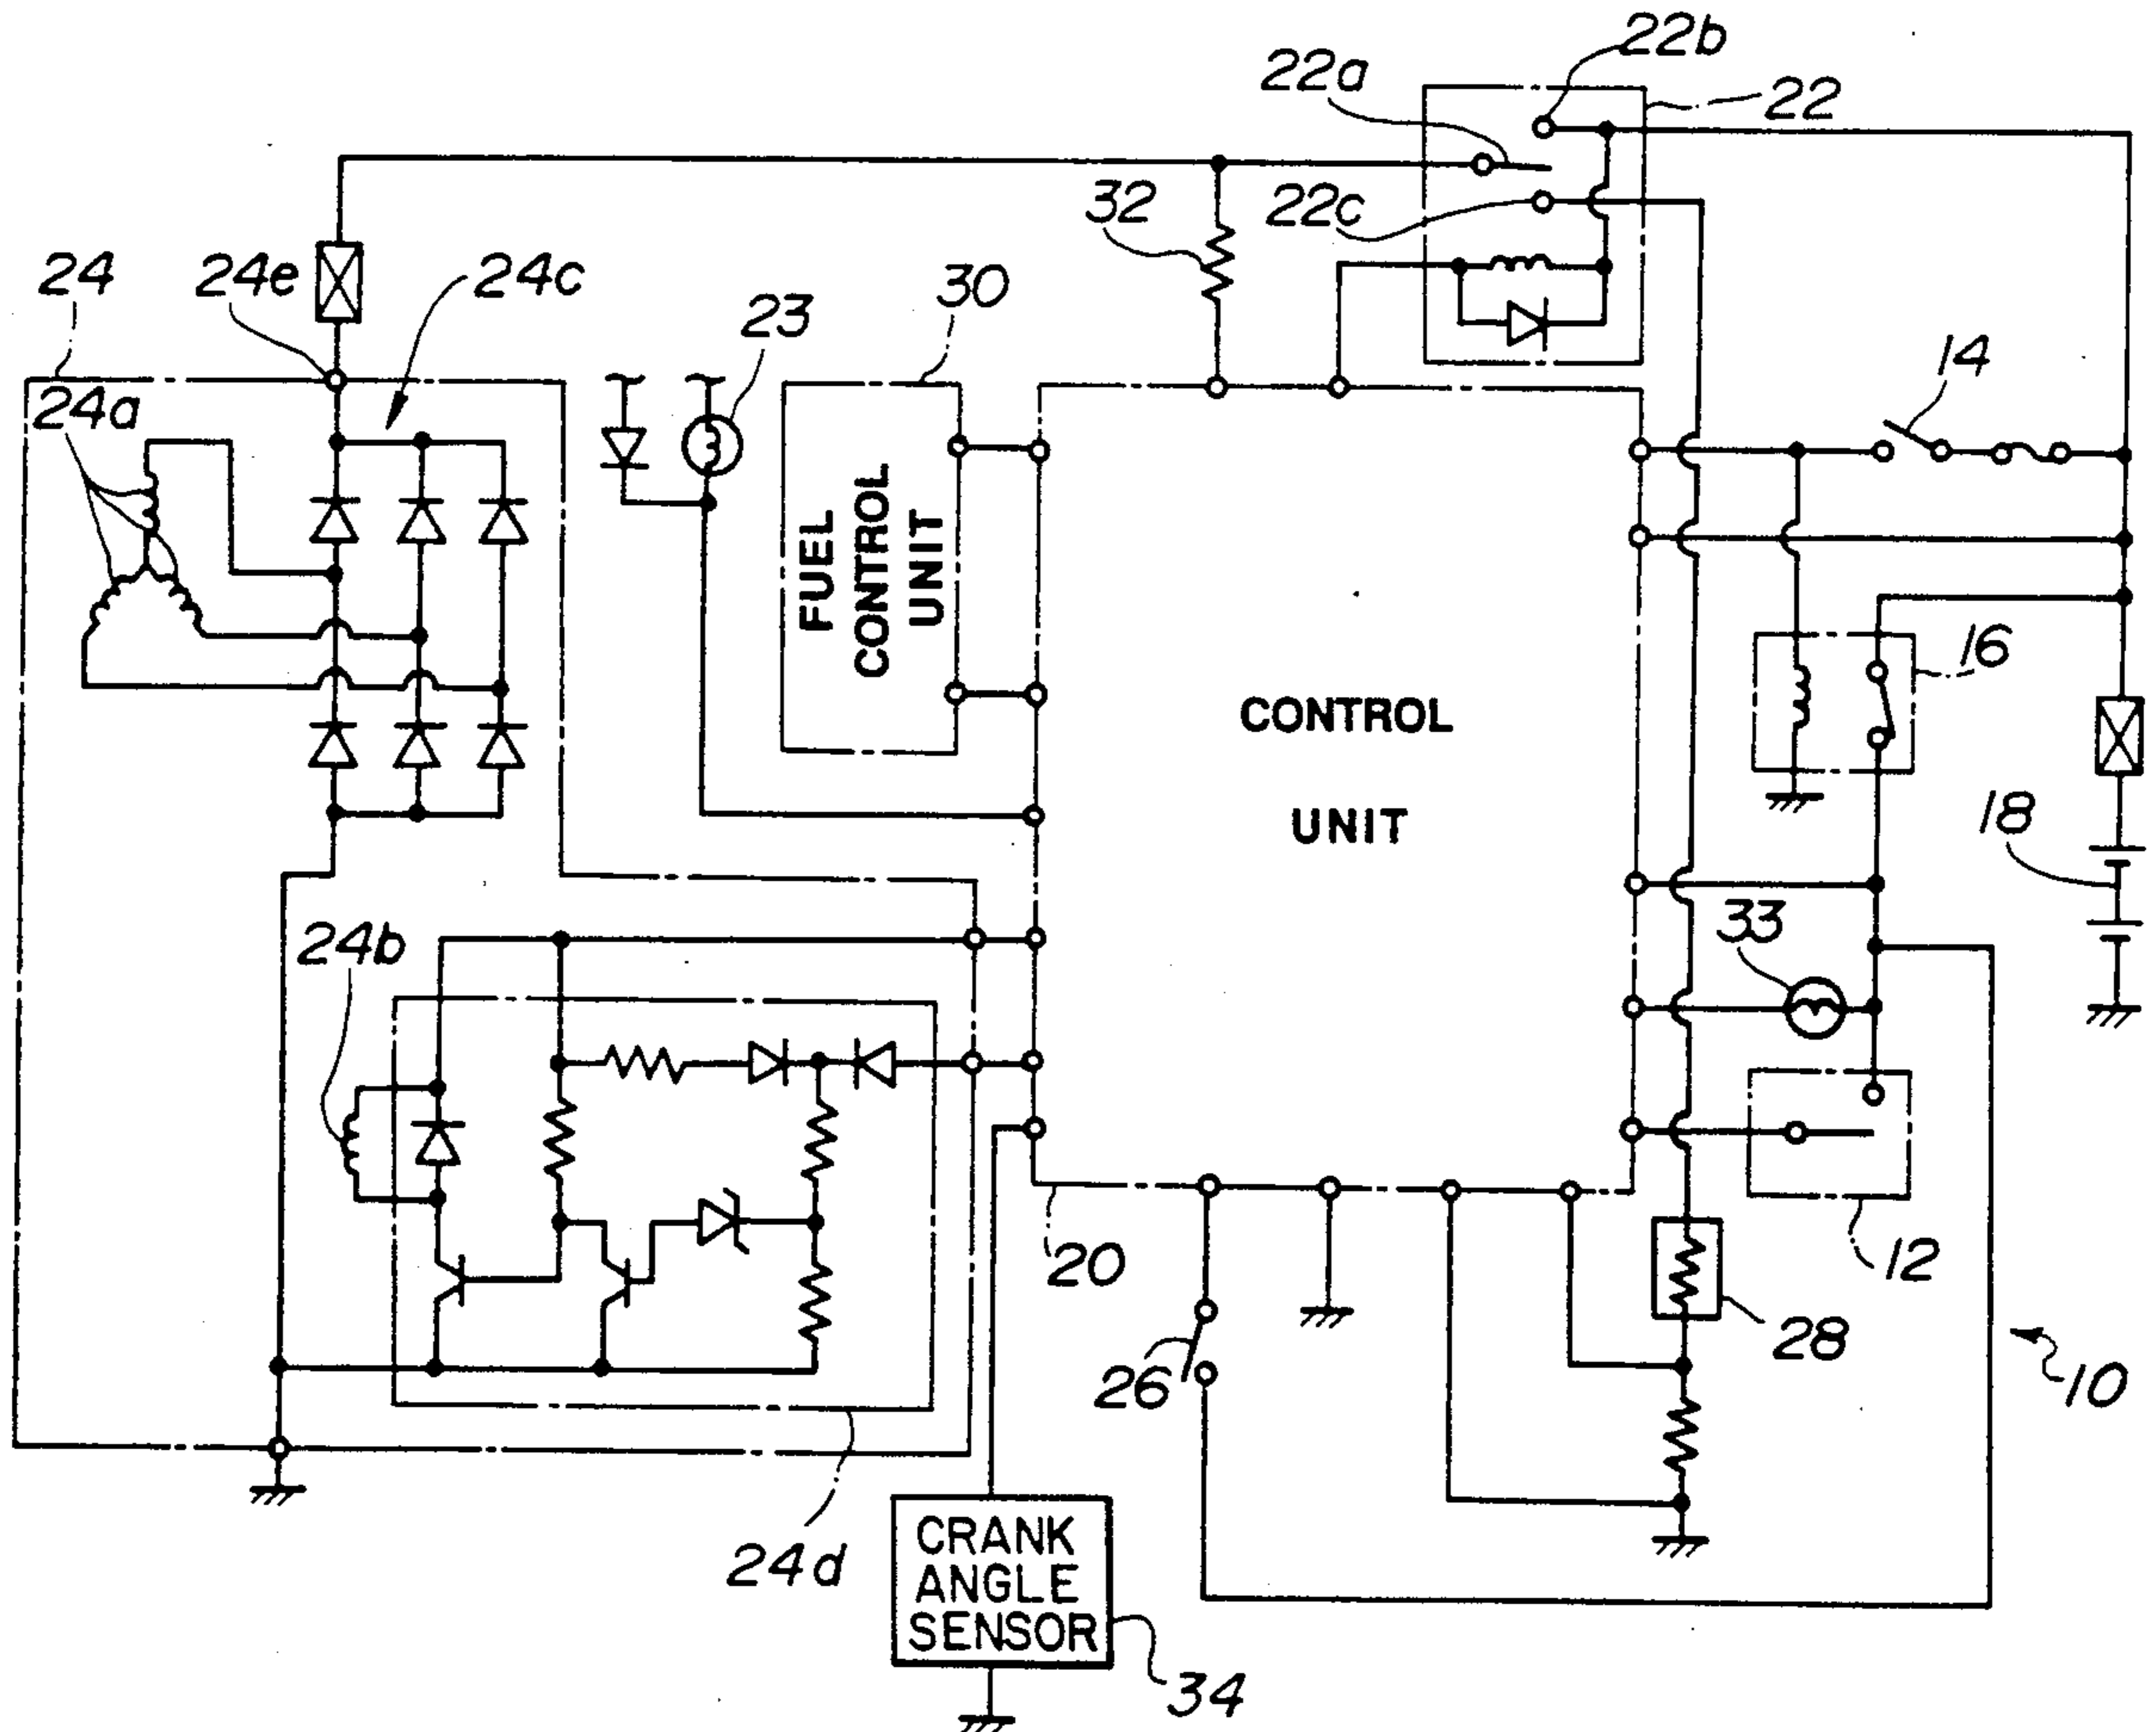 22b
22a
22
32
22c
24
24e
24c
30
23
14
24a
FUEL
CONTROL
UNIT
16
CONTROL
UNIT
18
33
24b
20
12
28
26
10
24d
CRANK
ANGLE
SENSOR
34